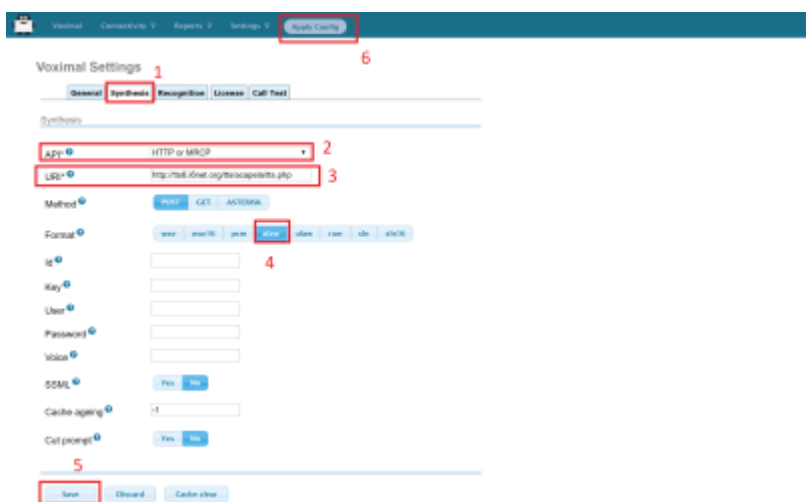 Voximal Connectivity Reports Settings Apply Config
6
Voximal Settings
1
General Synthesis Recognition License Call Test
Synthesis
API HTTP or MRCP
2
URI
3
Method POST GET ASTERISK
Format wav wav16 pcm alaw ulaw raw sln sln16
4
Id
Key
User
Password
Voice
SSML Yes No
Cache ageing -1
Cut prompt Yes No
5
Save Discard Cache clear